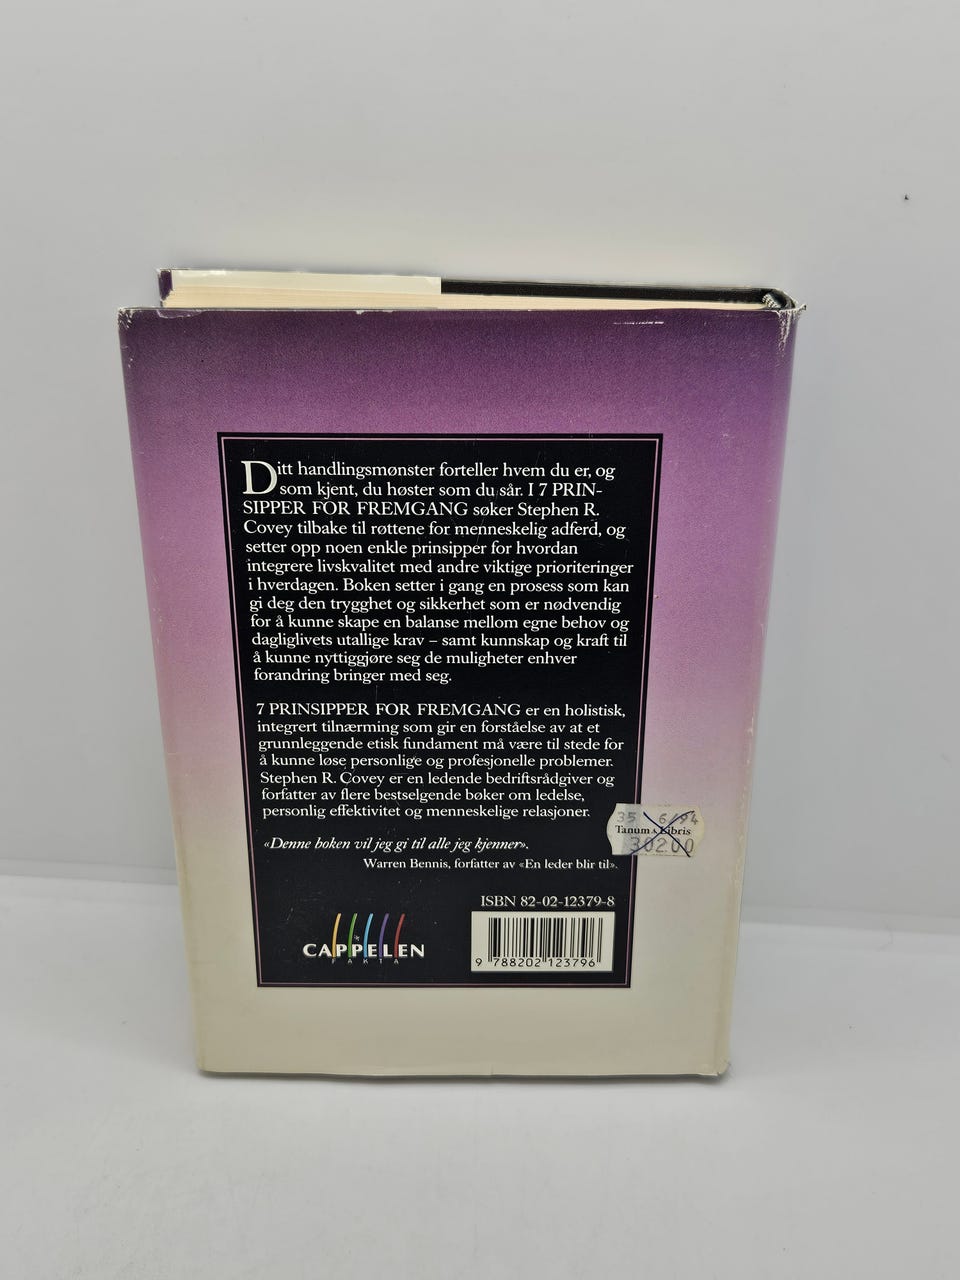 Ditt handlingsmønster forteller hvem du er, og
som kjent, du høster som du sår. I 7 PRIN-
SIPPER FOR FREMGANG søker Stephen R.
Covey tilbake til røttene for menneskelig adferd, og
setter opp noen enkle prinsipper for hvordan
integrere livskvalitet med andre viktige prioriteringer
i hverdagen. Boken setter i gang en prosess som kan
gi deg den trygghet og sikkerhet som er nødvendig
for å kunne skape en balanse mellom egne behov og
dagliglivets utallige krav – samt kunnskap og kraft til
å kunne nyttiggjøre seg de muligheter enhver
forandring bringer med seg.
7 PRINSIPPER FOR FREMGANG er en holistisk,
integrert tilnærming som gir en forståelse av at et
grunnleggende etisk fundament må være til stede for
å kunne løse personlige og profesjonelle problemer.
Stephen R. Covey er en ledende bedriftsrådgiver og
forfatter av flere bestselgende bøker om ledelse,
personlig effektivitet og menneskelige relasjoner.
35 6/94
Tanum & Libris
30200
«Denne boken vil jeg gi til alle jeg kjenner».
Warren Bennis, forfatter av «En leder blir til».
ISBN 82-02-12379-8
CAPPELEN
FAKTA
9 788202 123796